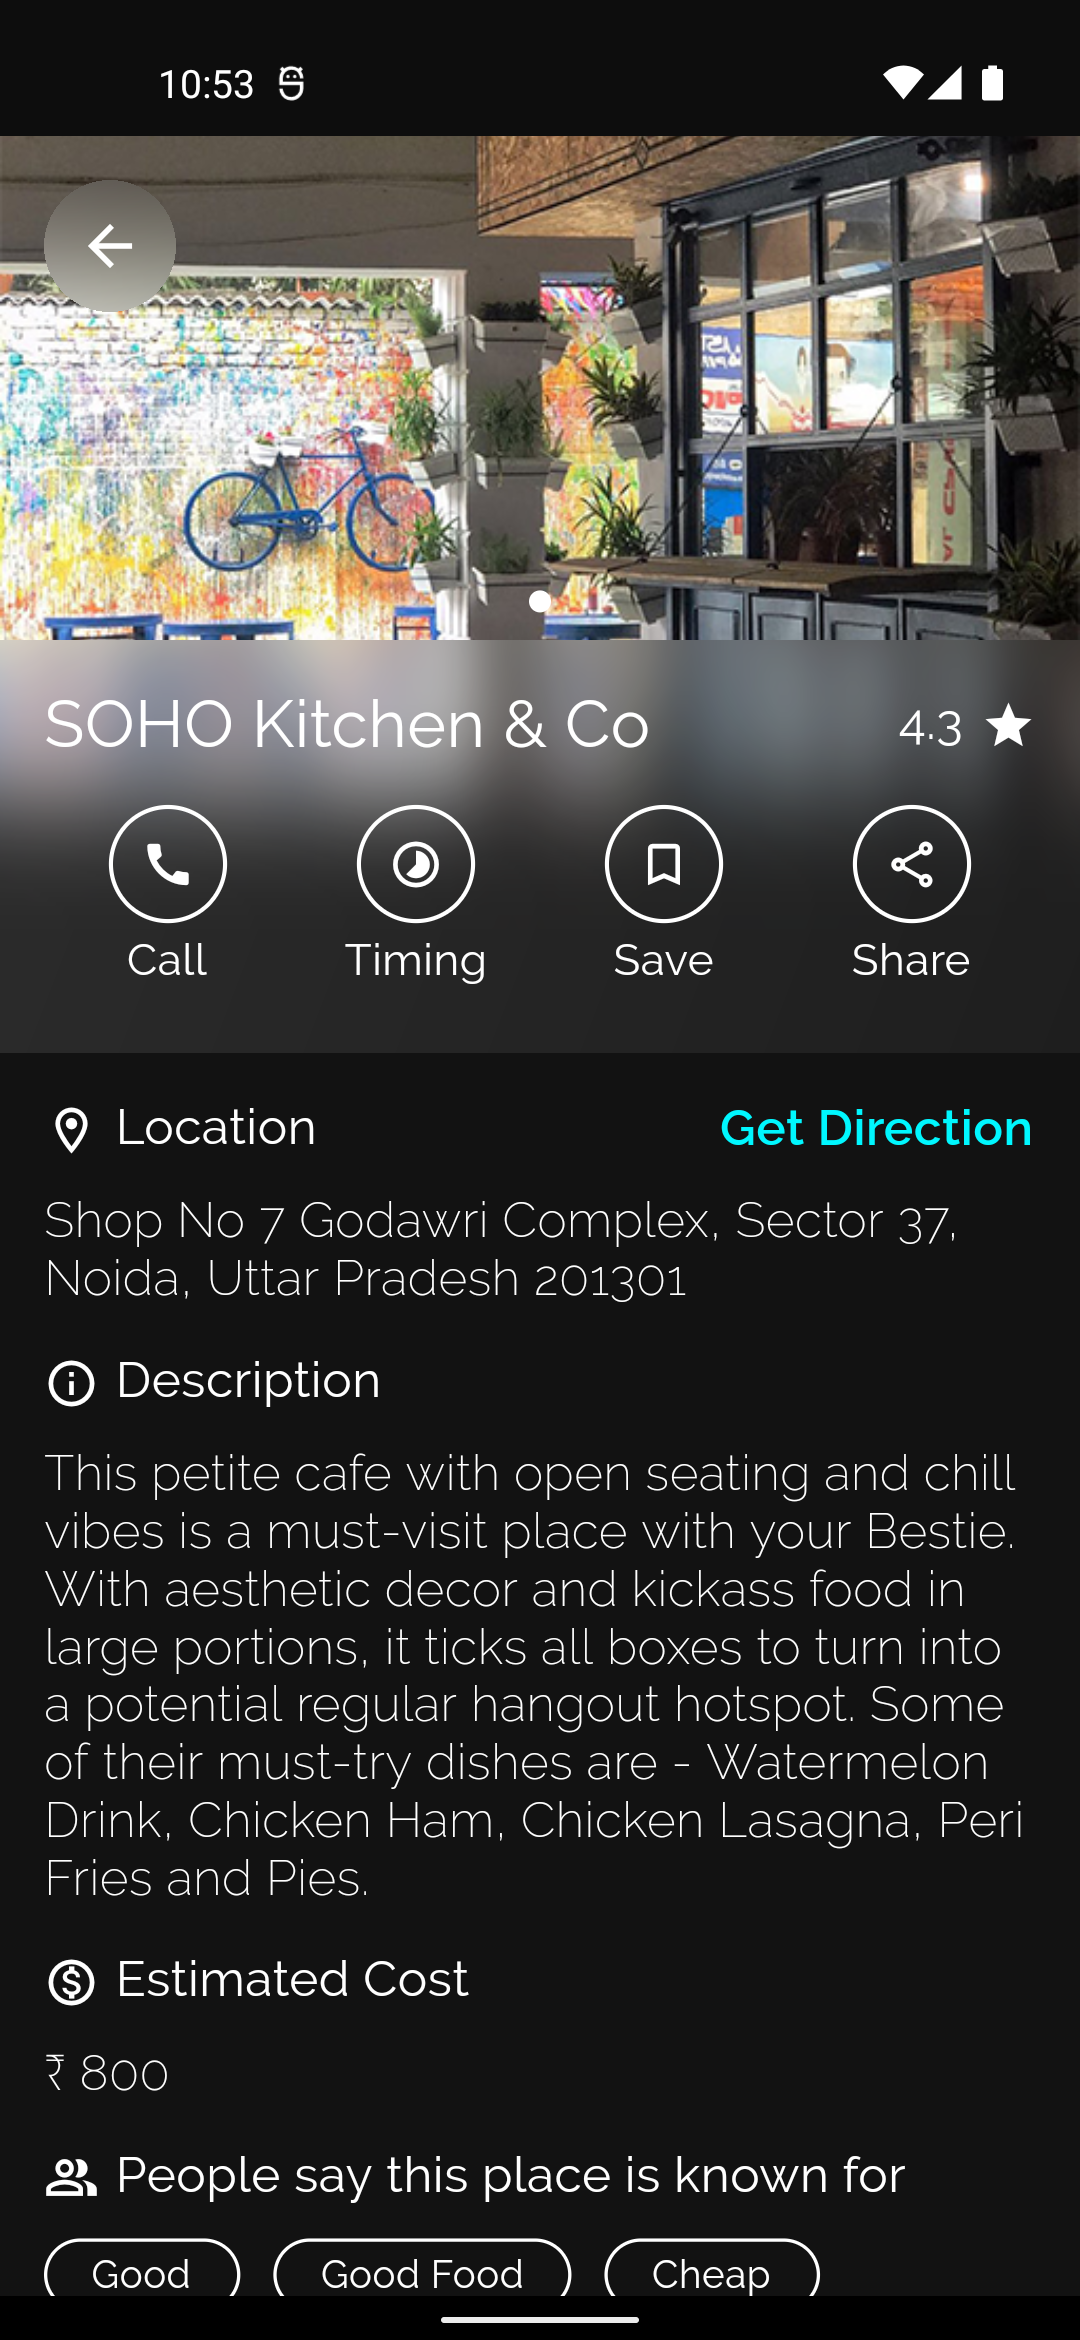 10:53
SOHO Kitchen & Co
4.3
Call
Timing
Save
Share
Location
Get Direction
Shop No 7 Godawri Complex, Sector 37,
Noida, Uttar Pradesh 201301
Description
This petite cafe with open seating and chill
vibes is a must-visit place with your Bestie.
With aesthetic decor and kickass food in
large portions, it ticks all boxes to turn into
a potential regular hangout hotspot. Some
of their must-try dishes are - Watermelon
Drink, Chicken Ham, Chicken Lasagna, Peri
Fries and Pies.
Estimated Cost
₹ 800
People say this place is known for
Good
Good Food
Cheap